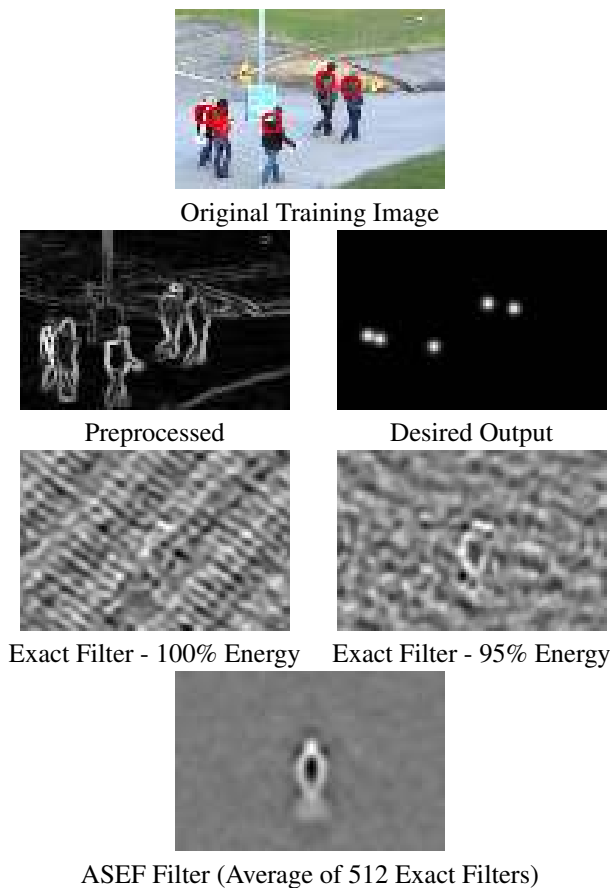 Original Training Image
Preprocessed
Desired Output
Exact Filter - 100% Energy
Exact Filter - 95% Energy
ASEF Filter (Average of 512 Exact Filters)